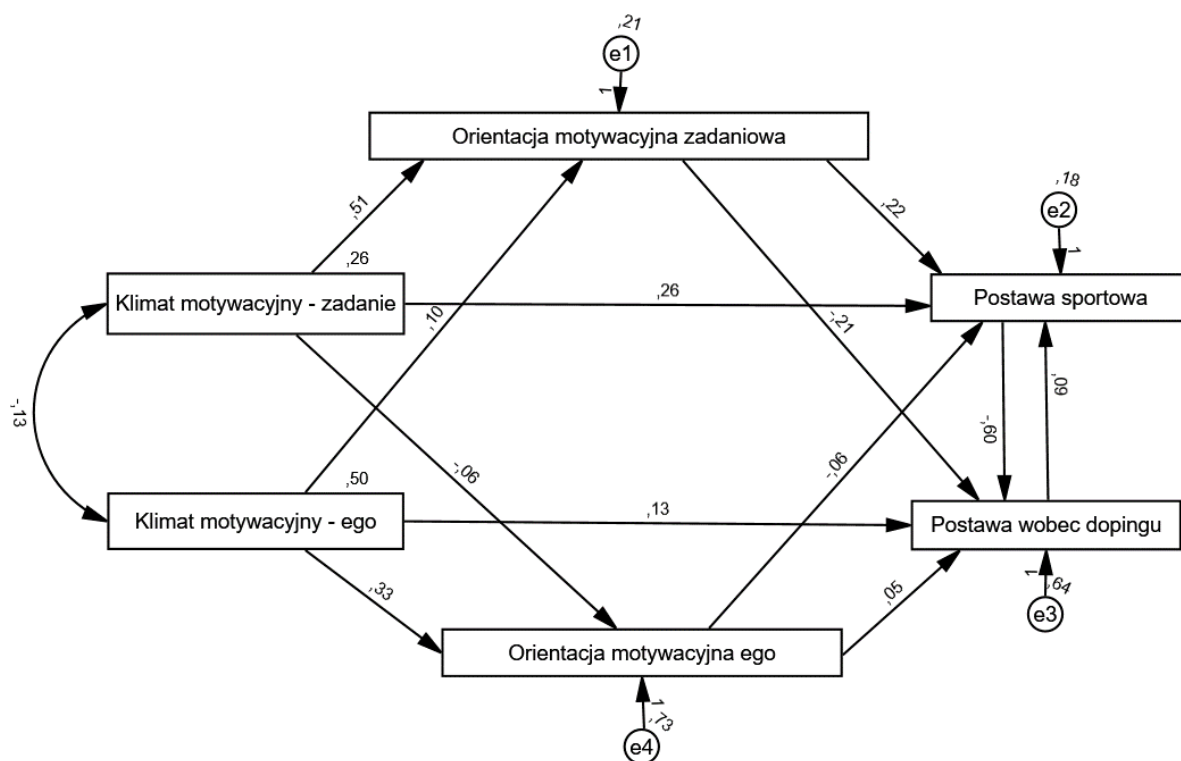 ,21
e1
1
Orientacja motywacyjna zadaniowa
,18
e2
1
,51
,22
,26
Klimat motywacyjny - zadanie
,26
Postawa sportowa
,10
-,21
-,13
-,06
-,06
-,60
,09
,50
Klimat motywacyjny - ego
,13
Postawa wobec dopingu
,33
,05
1
,64
e3
Orientacja motywacyjna ego
1
,73
e4